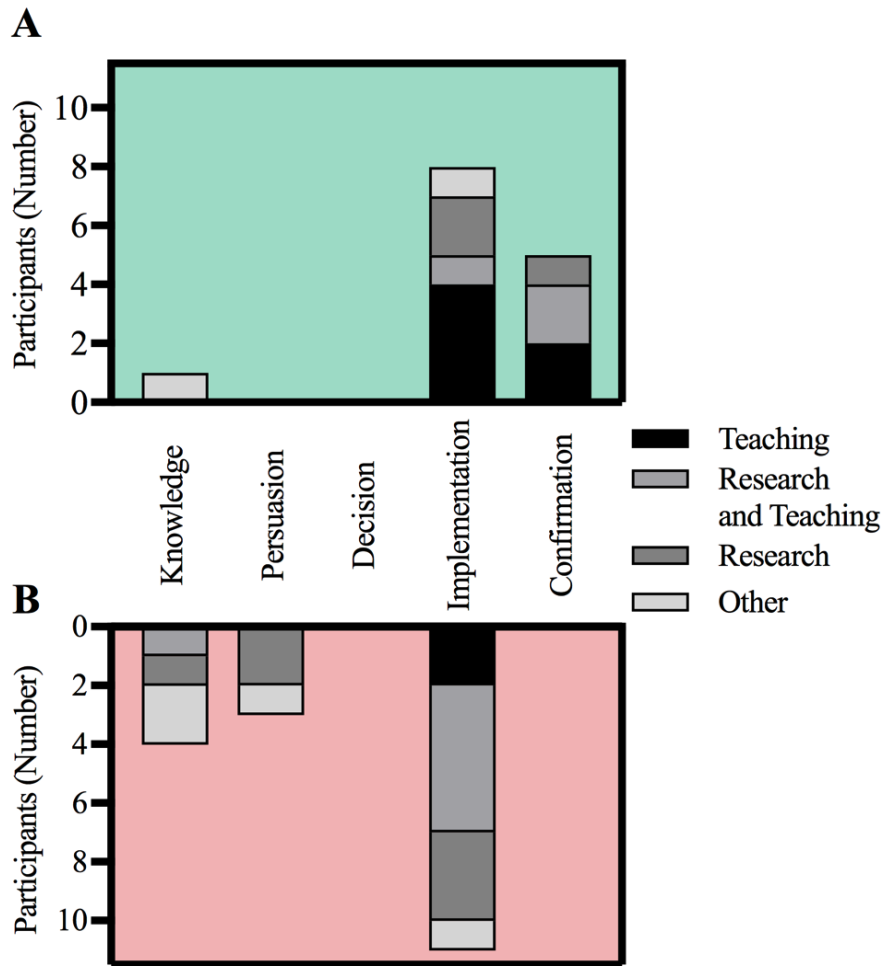 A
Participants (Number)
10
8
6
4
2
0
Knowledge
Persuasion
Decision
Implementation
Confirmation
Teaching
Research
and Teaching
Research
Other
B
Participants (Number)
0
2
4
6
8
10